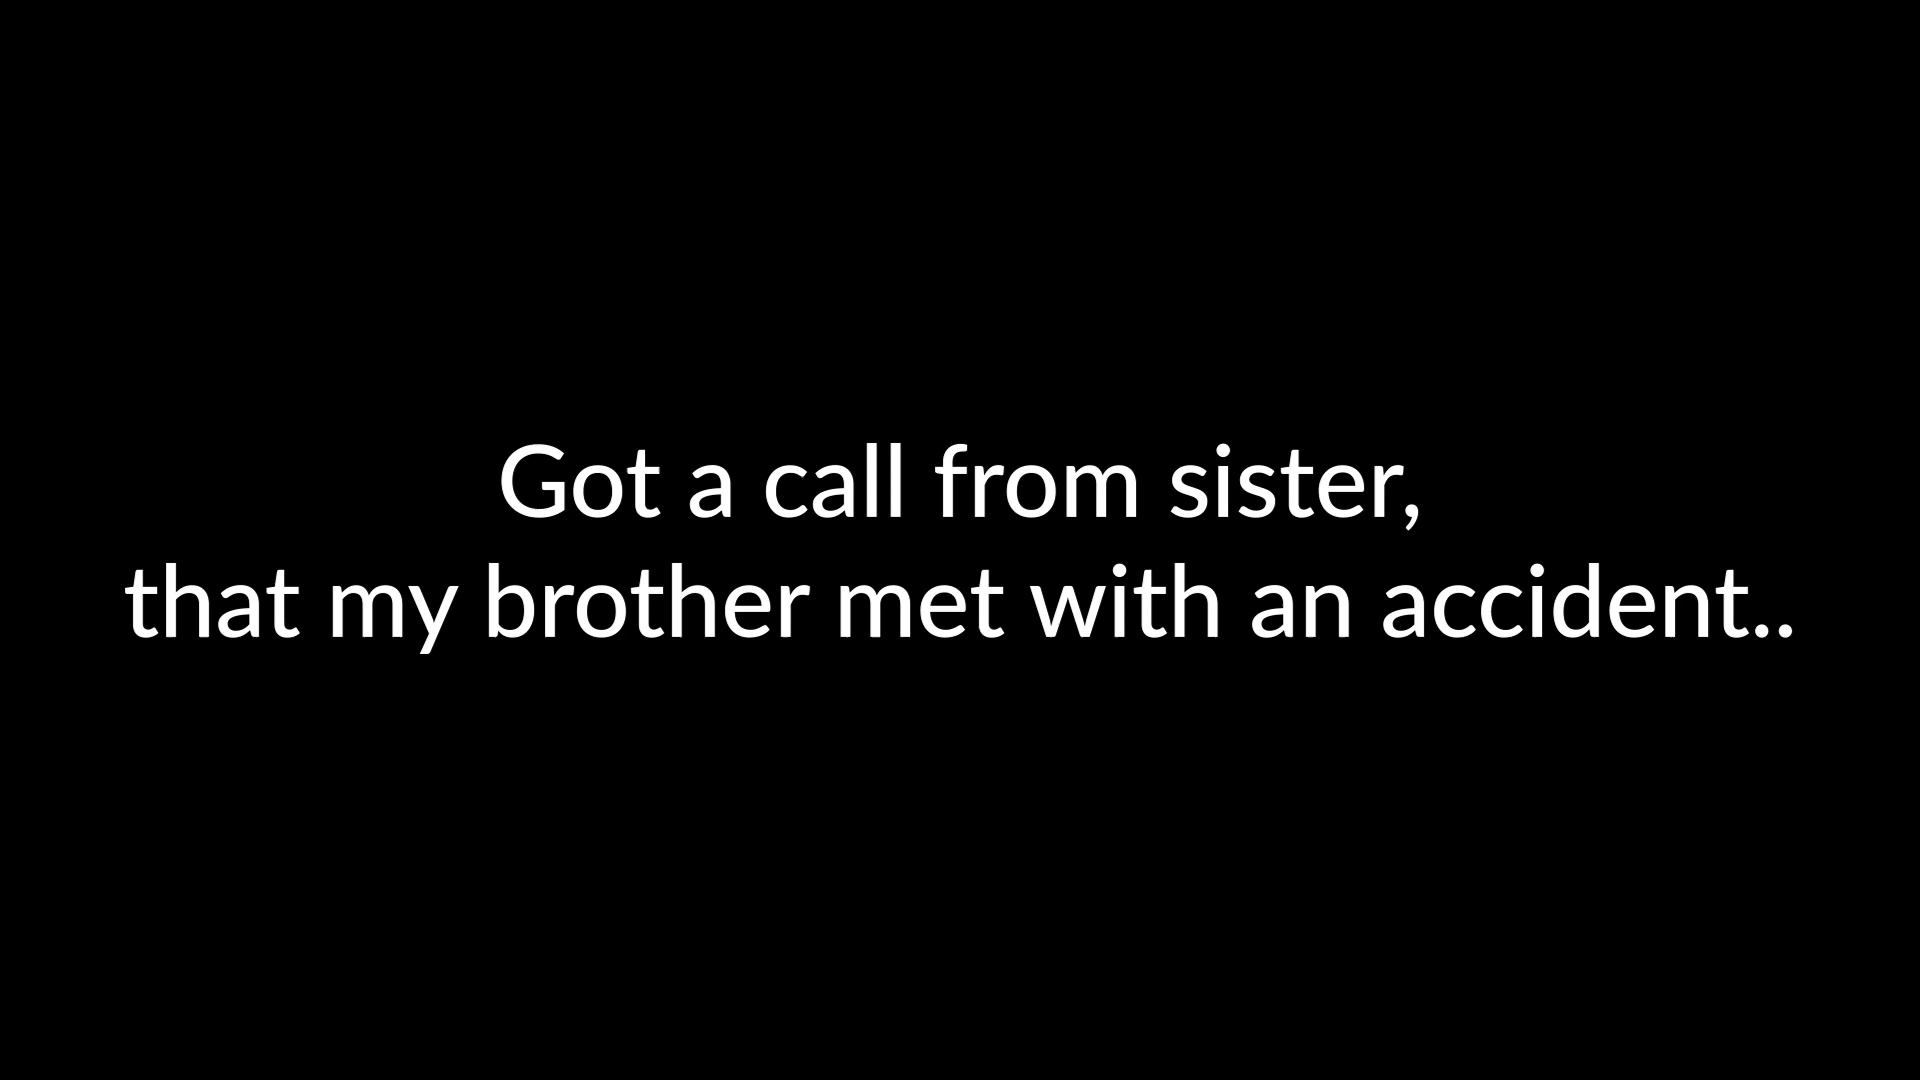 Got a call from sister,
that my brother met with an accident..